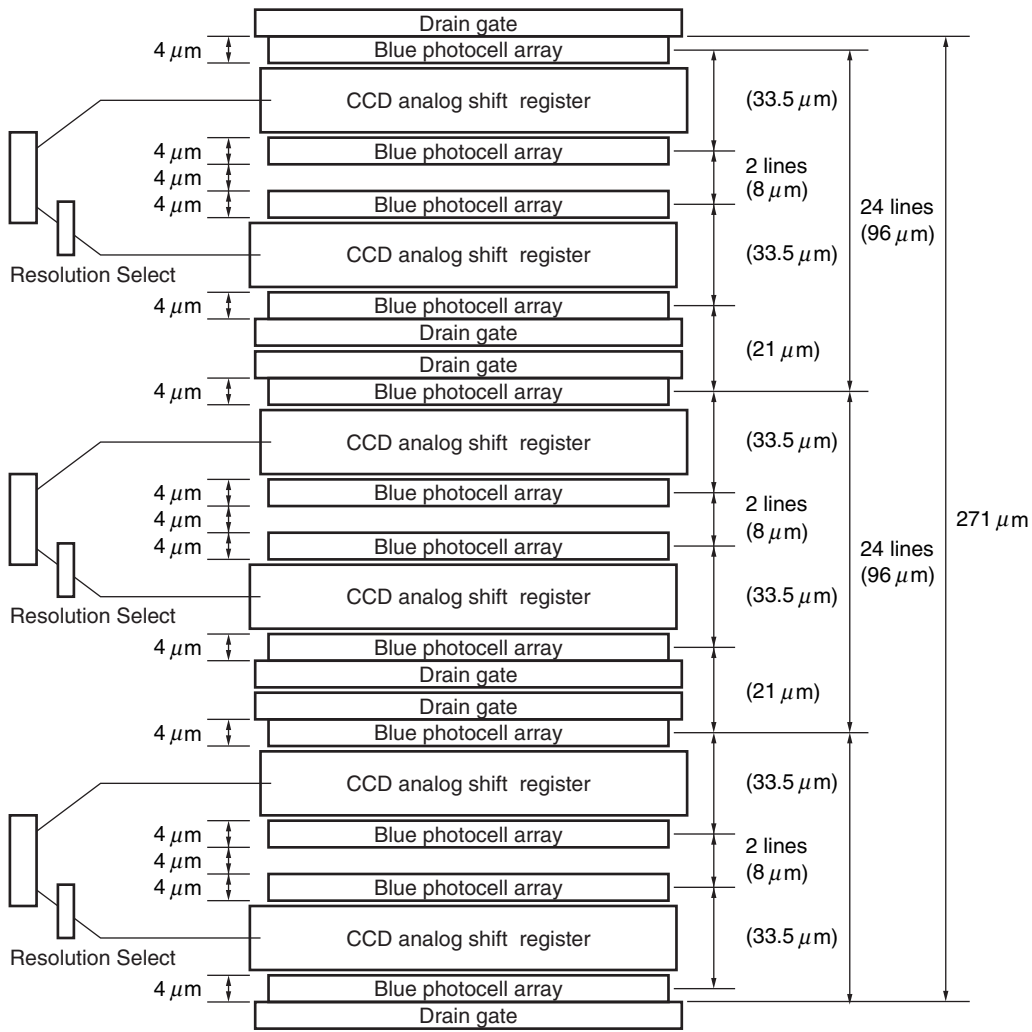 Drain gate
4 μm
Blue photocell array
CCD analog shift register
(33.5 μm)
4 μm
Blue photocell array
4 μm
2 lines
(8 μm)
4 μm
Blue photocell array
24 lines
(96 μm)
CCD analog shift register
(33.5 μm)
Resolution Select
4 μm
Blue photocell array
Drain gate
(21 μm)
Drain gate
4 μm
Blue photocell array
CCD analog shift register
(33.5 μm)
4 μm
Blue photocell array
2 lines
(8 μm)
4 μm
271 μm
4 μm
Blue photocell array
24 lines
(96 μm)
CCD analog shift register
(33.5 μm)
Resolution Select
4 μm
Blue photocell array
Drain gate
(21 μm)
Drain gate
4 μm
Blue photocell array
CCD analog shift register
(33.5 μm)
4 μm
Blue photocell array
2 lines
(8 μm)
4 μm
4 μm
Blue photocell array
CCD analog shift register
(33.5 μm)
Resolution Select
4 μm
Blue photocell array
Drain gate